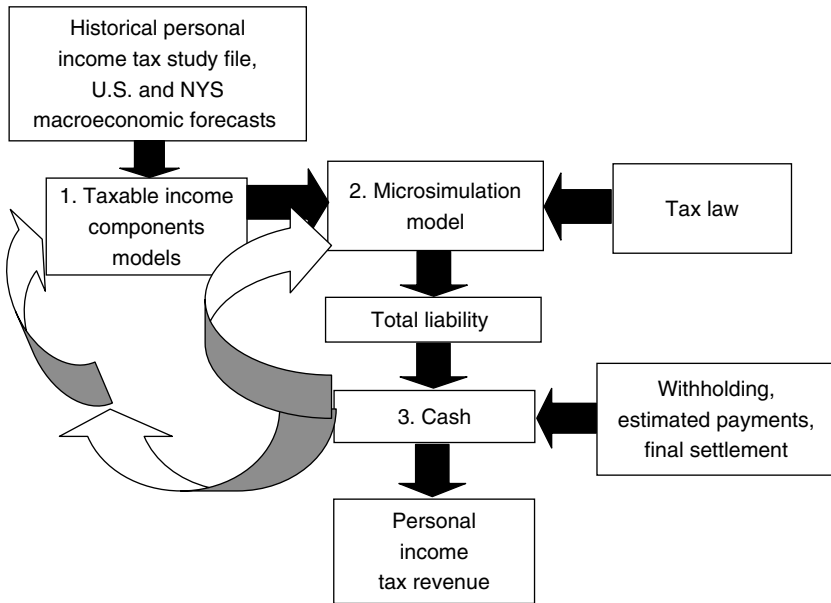 Historical personal
income tax study file,
U.S. and NYS
macroeconomic forecasts
1. Taxable income
components
models
2. Microsimulation
model
Tax law
Total liability
3. Cash
Withholding,
estimated payments,
final settlement
Personal
income
tax revenue